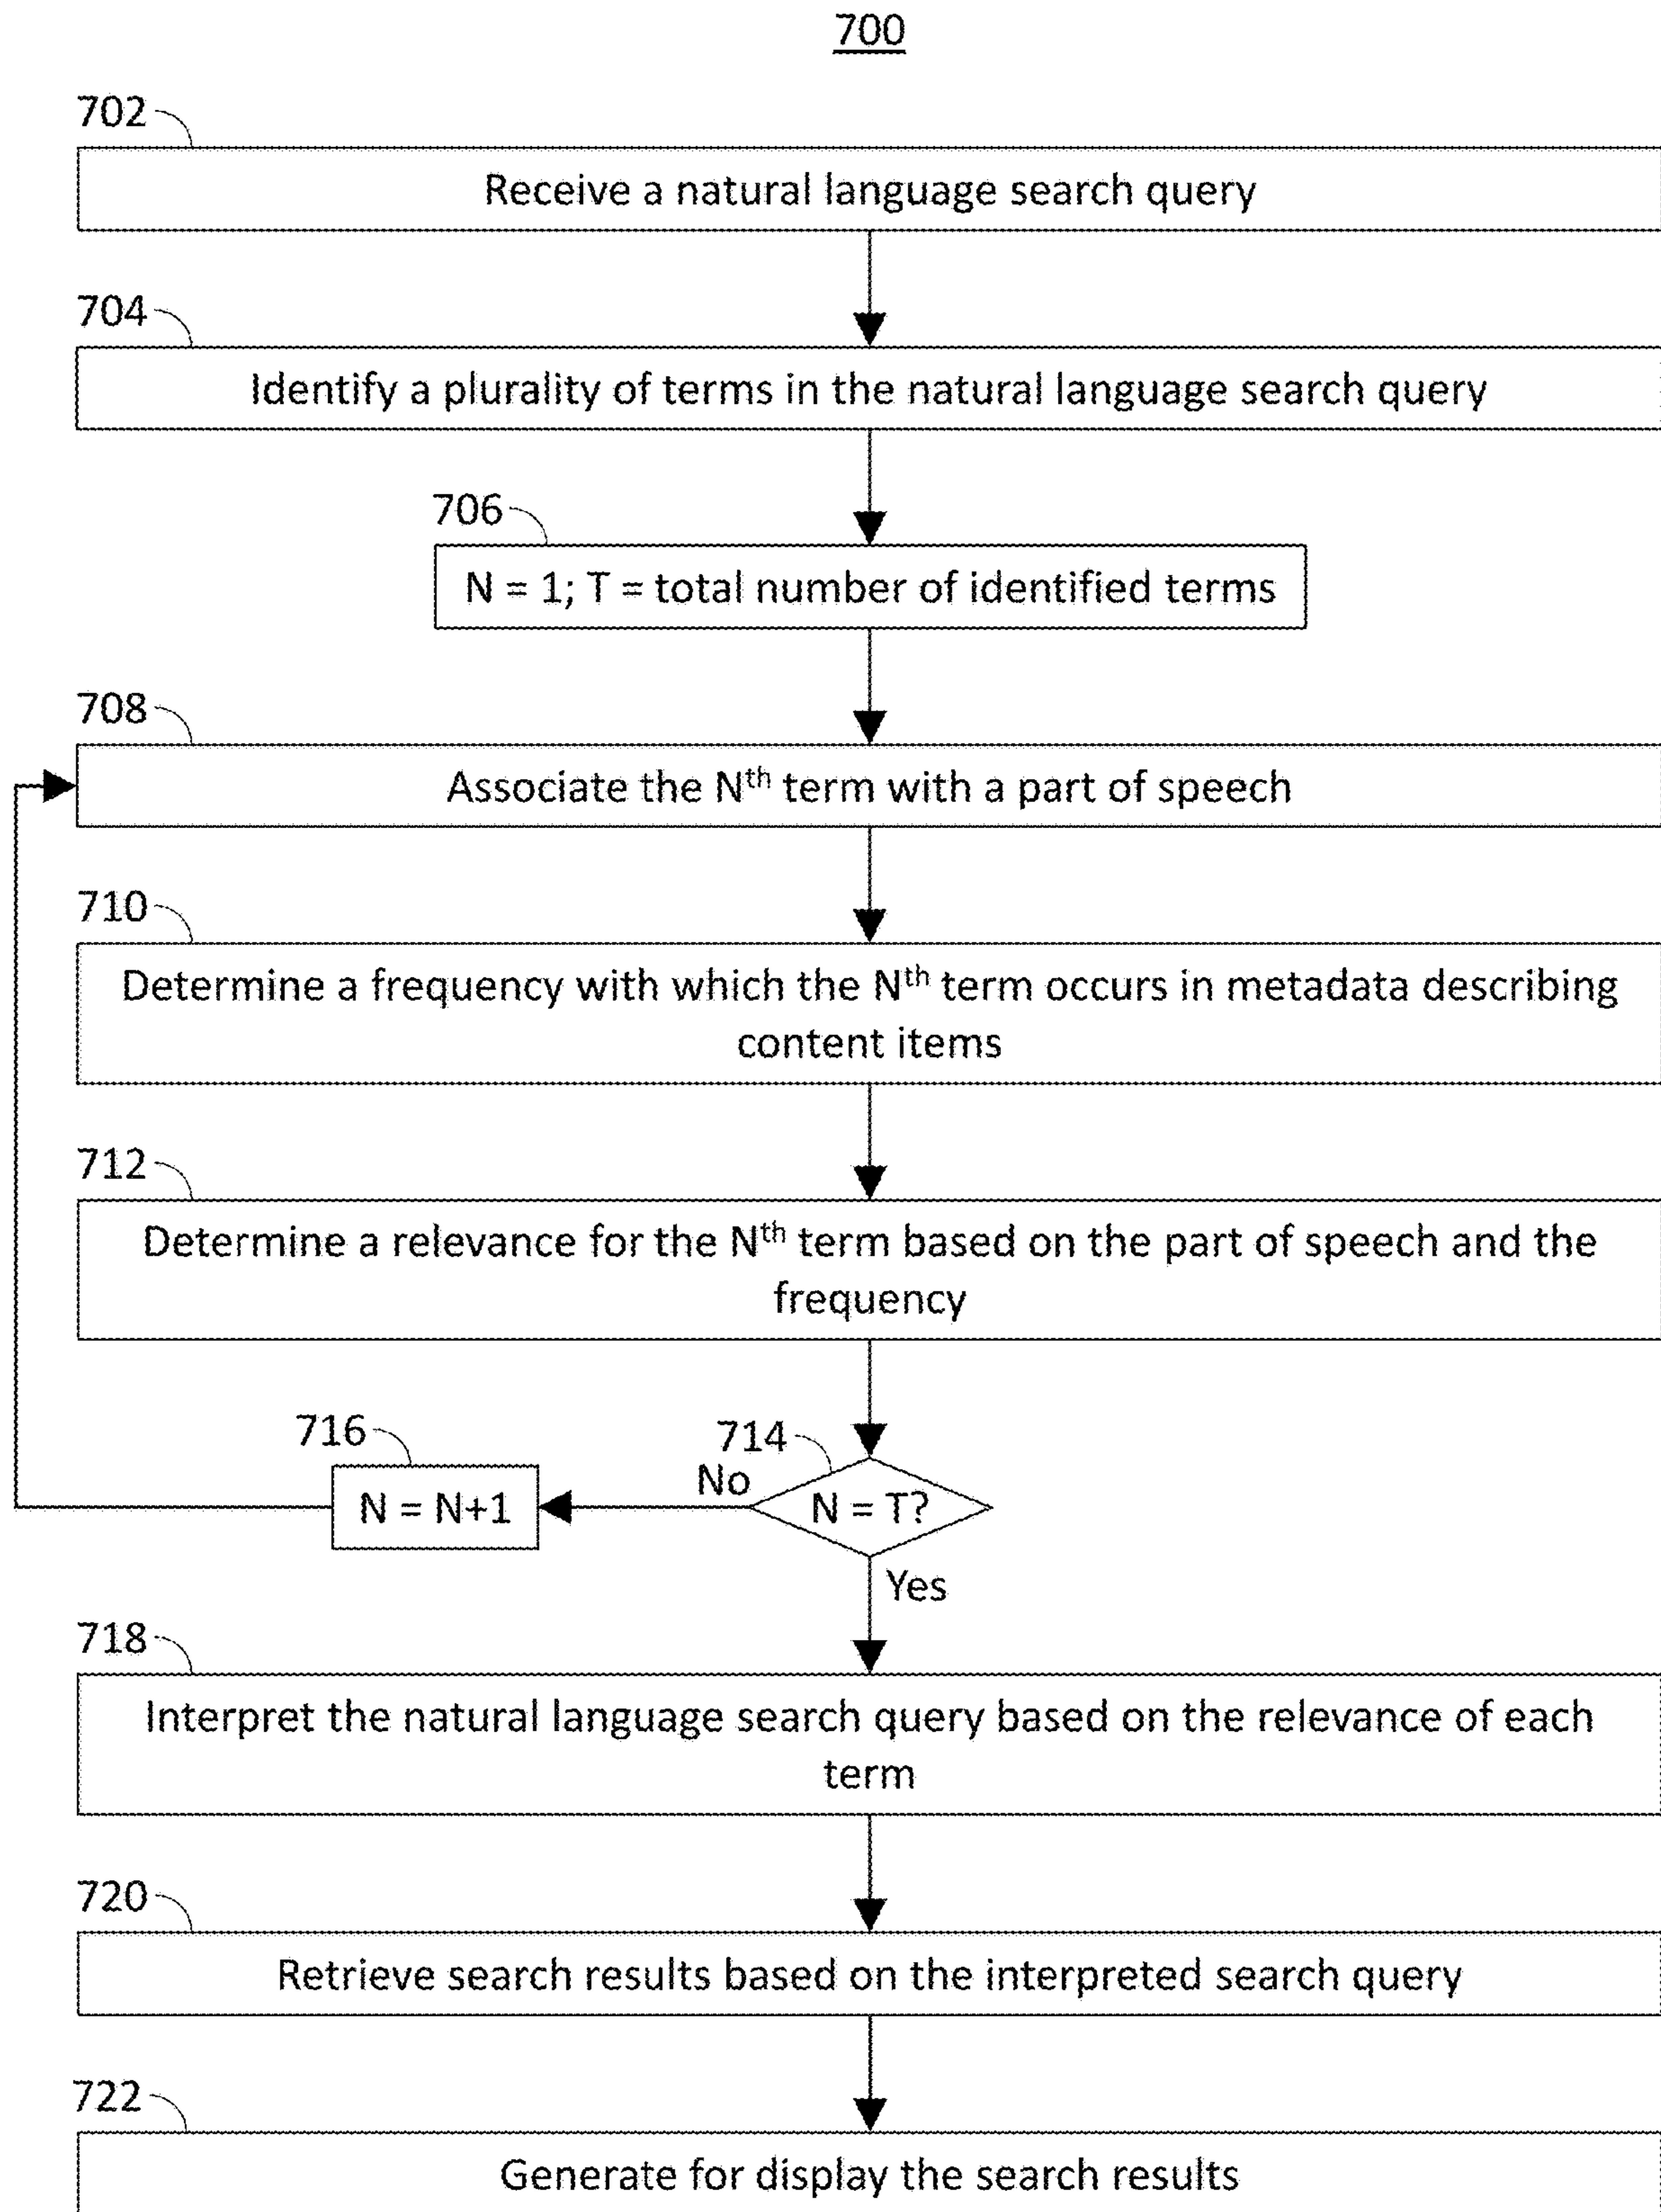 700
702
Receive a natural language search query
704
Identify a plurality of terms in the natural language search query
706
N = 1; T = total number of identified terms
708
Associate the Nth term with a part of speech
710
Determine a frequency with which the Nth term occurs in metadata describing
content items
712
Determine a relevance for the Nth term based on the part of speech and the
frequency
716
714
No
N = N+1
N = T?
Yes
718
Interpret the natural language search query based on the relevance of each
term
720
Retrieve search results based on the interpreted search query
722
Generate for display the search results